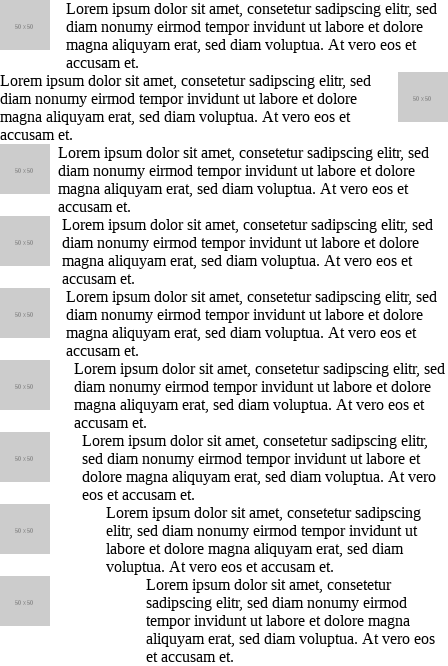 50 x 50
Lorem ipsum dolor sit amet, consetetur sadipscing elitr, sed
diam nonumy eirmod tempor invidunt ut labore et dolore
magna aliquyam erat, sed diam voluptua. At vero eos et
accusam et.
Lorem ipsum dolor sit amet, consetetur sadipscing elitr, sed
diam nonumy eirmod tempor invidunt ut labore et dolore
magna aliquyam erat, sed diam voluptua. At vero eos et
accusam et.
50 x 50
50 x 50
Lorem ipsum dolor sit amet, consetetur sadipscing elitr, sed
diam nonumy eirmod tempor invidunt ut labore et dolore
magna aliquyam erat, sed diam voluptua. At vero eos et
accusam et.
50 x 50
Lorem ipsum dolor sit amet, consetetur sadipscing elitr, sed
diam nonumy eirmod tempor invidunt ut labore et dolore
magna aliquyam erat, sed diam voluptua. At vero eos et
accusam et.
50 x 50
Lorem ipsum dolor sit amet, consetetur sadipscing elitr, sed
diam nonumy eirmod tempor invidunt ut labore et dolore
magna aliquyam erat, sed diam voluptua. At vero eos et
accusam et.
50 x 50
Lorem ipsum dolor sit amet, consetetur sadipscing elitr, sed
diam nonumy eirmod tempor invidunt ut labore et dolore
magna aliquyam erat, sed diam voluptua. At vero eos et
accusam et.
50 x 50
Lorem ipsum dolor sit amet, consetetur sadipscing elitr,
sed diam nonumy eirmod tempor invidunt ut labore et
dolore magna aliquyam erat, sed diam voluptua. At vero
eos et accusam et.
50 x 50
Lorem ipsum dolor sit amet, consetetur sadipscing
elitr, sed diam nonumy eirmod tempor invidunt ut
labore et dolore magna aliquyam erat, sed diam
voluptua. At vero eos et accusam et.
50 x 50
Lorem ipsum dolor sit amet, consetetur
sadipscing elitr, sed diam nonumy eirmod
tempor invidunt ut labore et dolore magna
aliquyam erat, sed diam voluptua. At vero eos
et accusam et.